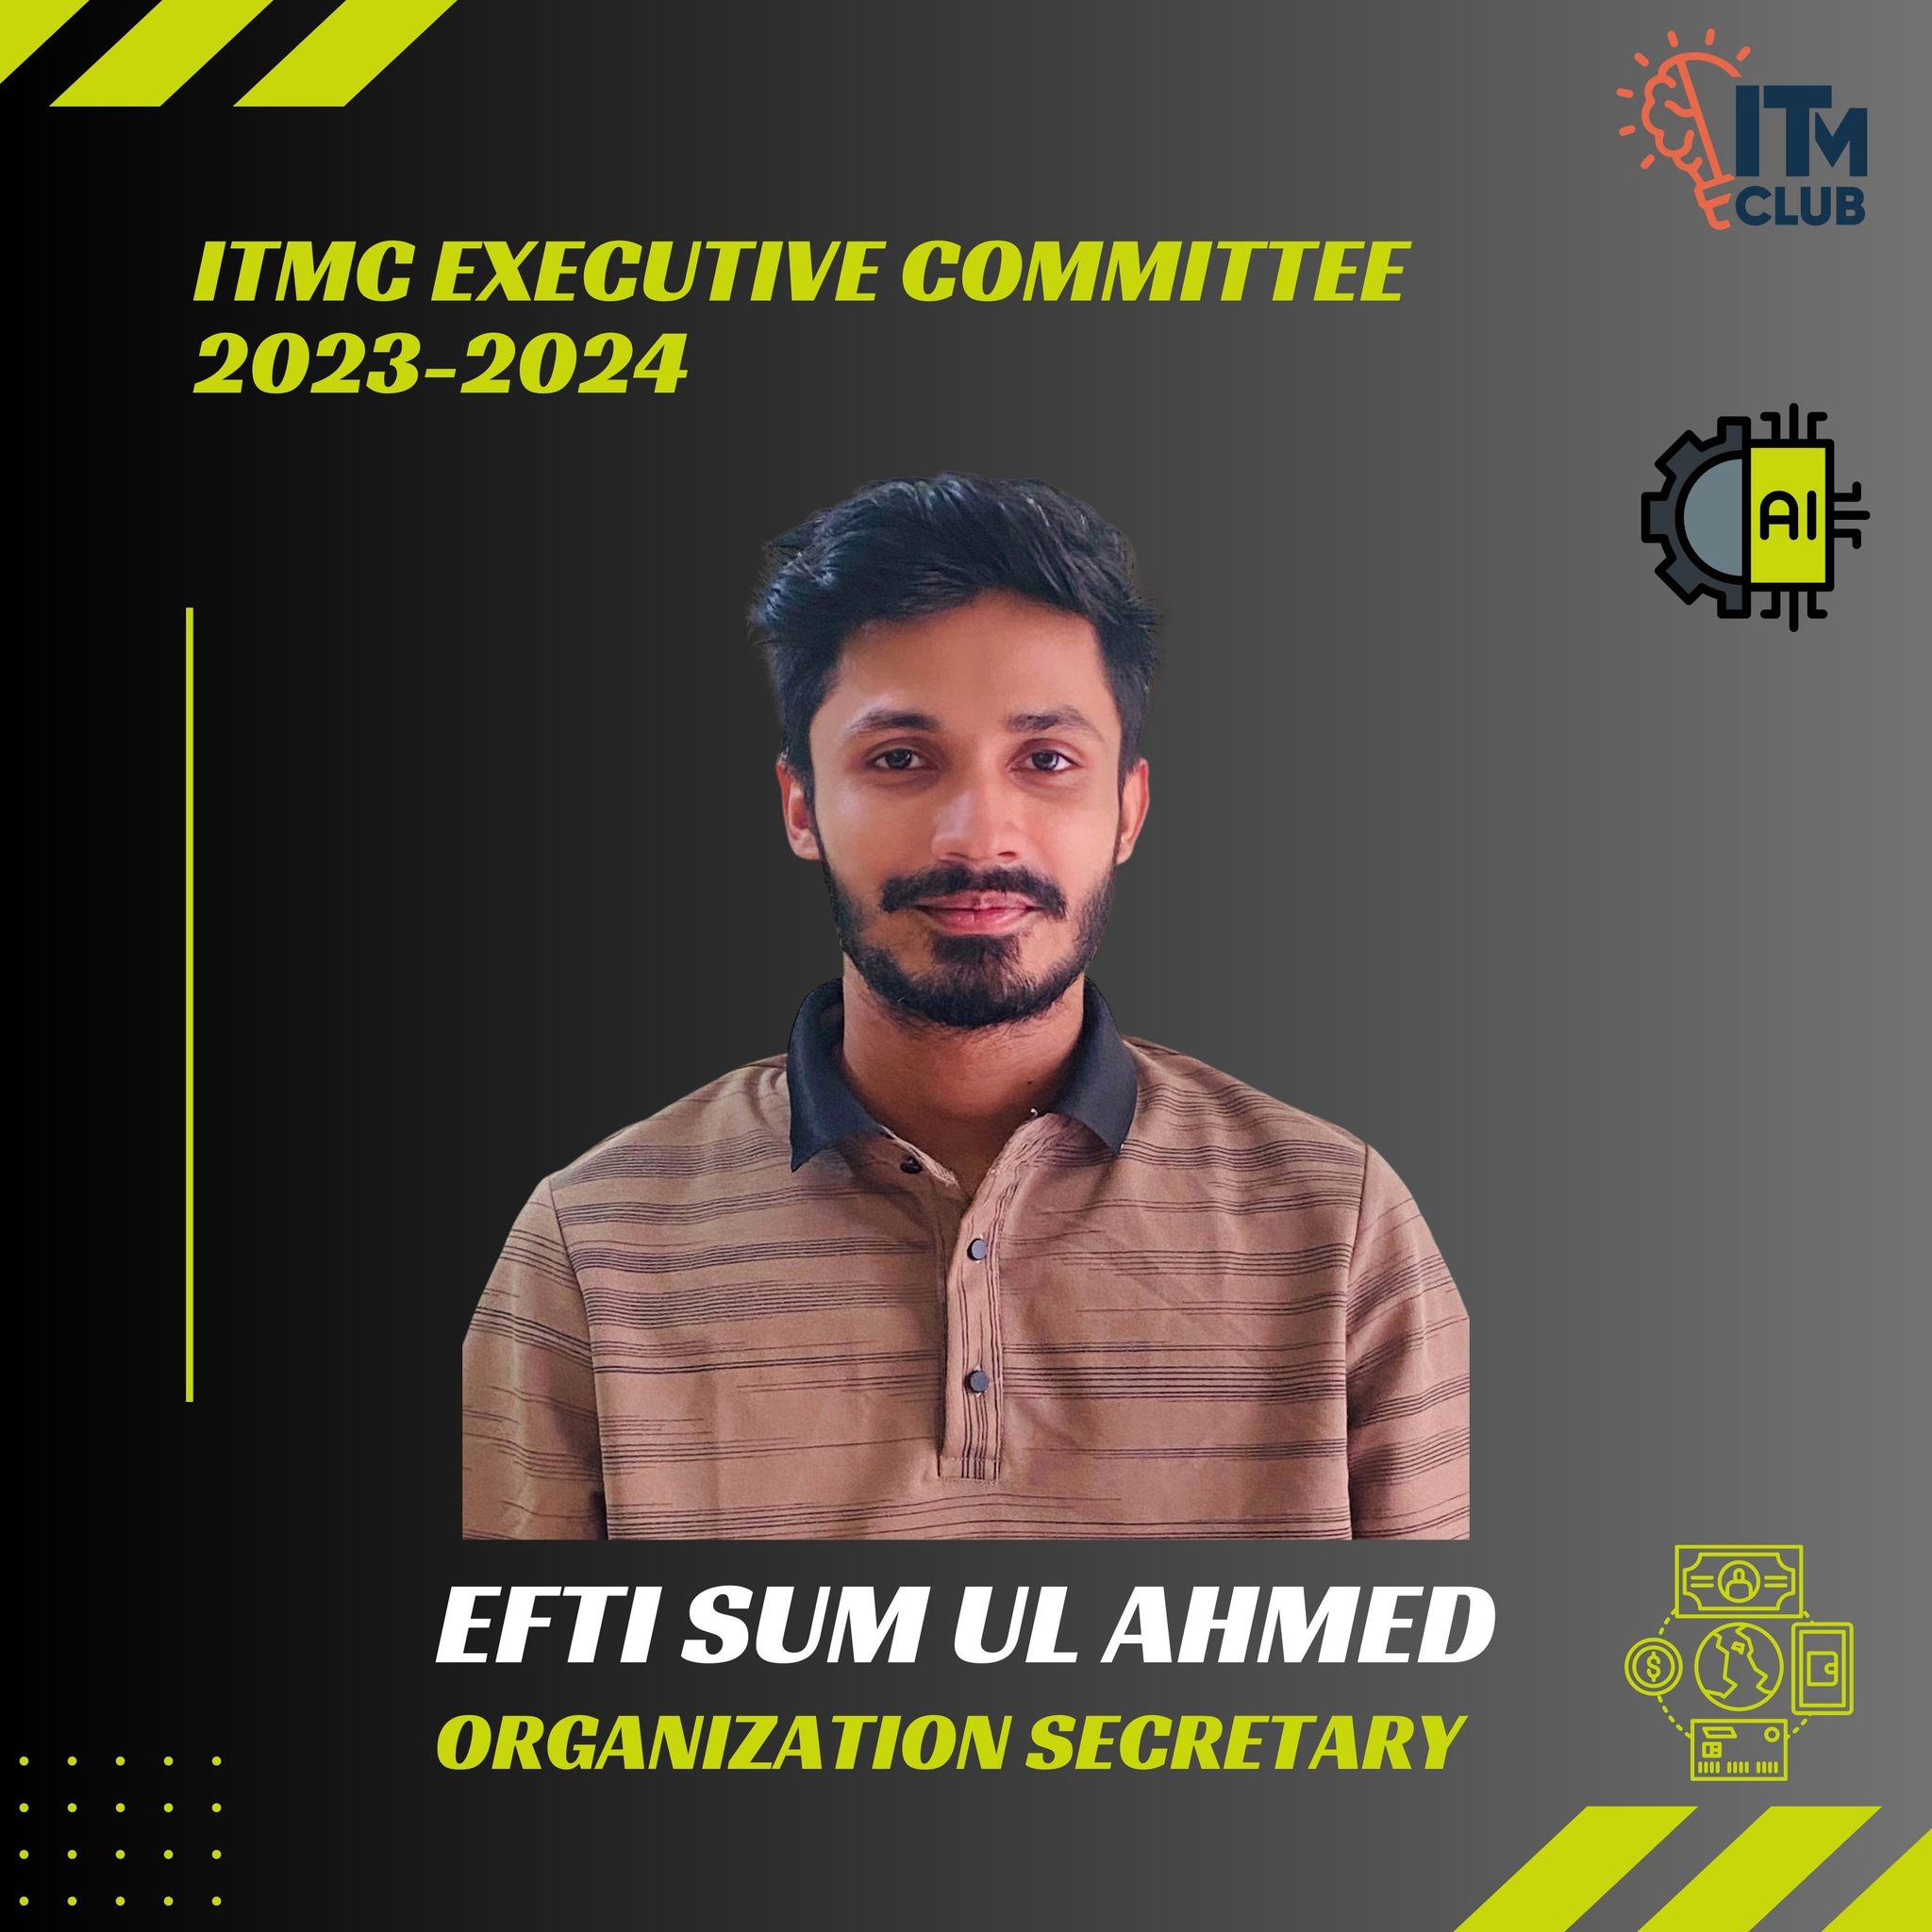 ITM
CLUB
ITMC EXECUTIVE COMMITTEE
2023-2024
AI
$
EFTI SUM UL AHMED
ORGANIZATION SECRETARY